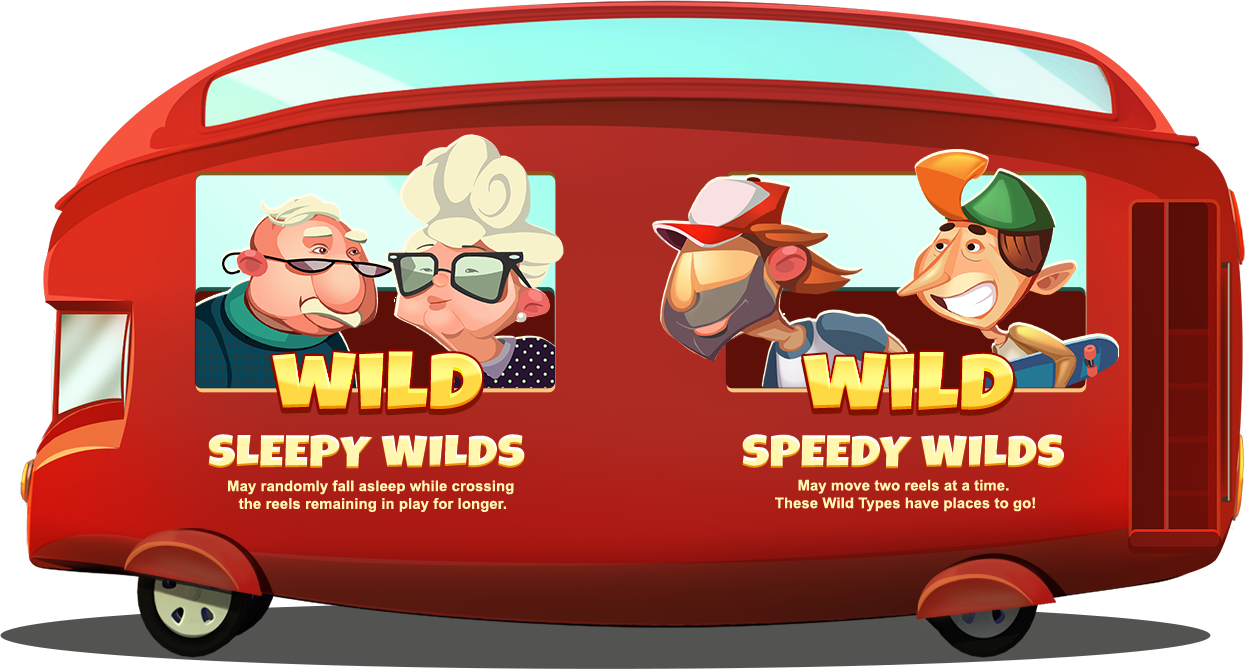 WILD
SLEEPY WILDS
May randomly fall asleep while crossing
the reels remaining in play for longer.
WILD
SPEEDY WILDS
May move two reels at a time.
These Wild Types have places to go!